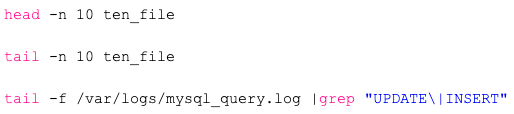 head -n 10 ten_file
tail -n 10 ten_file
tail -f /var/logs/mysql_query.log |grep "UPDATE\|INSERT"